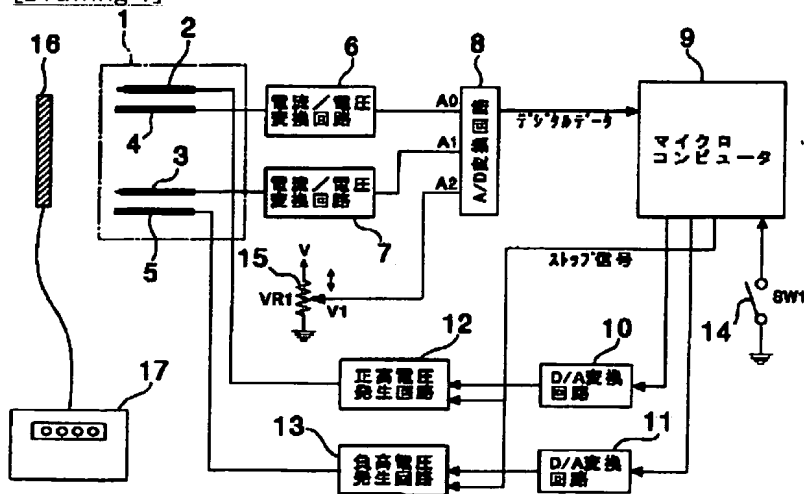 1
2
16
4
3
5
6
電流／電圧
変換回路
電流／電圧
変換回路
7
A0
A1
A2
8
A/D変換回路
デジタルデータ
9
マイクロ
コンピュータ
ストップ信号
14
SW1
15
V
VR1
V1
12
正高電圧
発生回路
10
D/A変換
回路
13
負高電圧
発生回路
11
D/A変換
回路
17